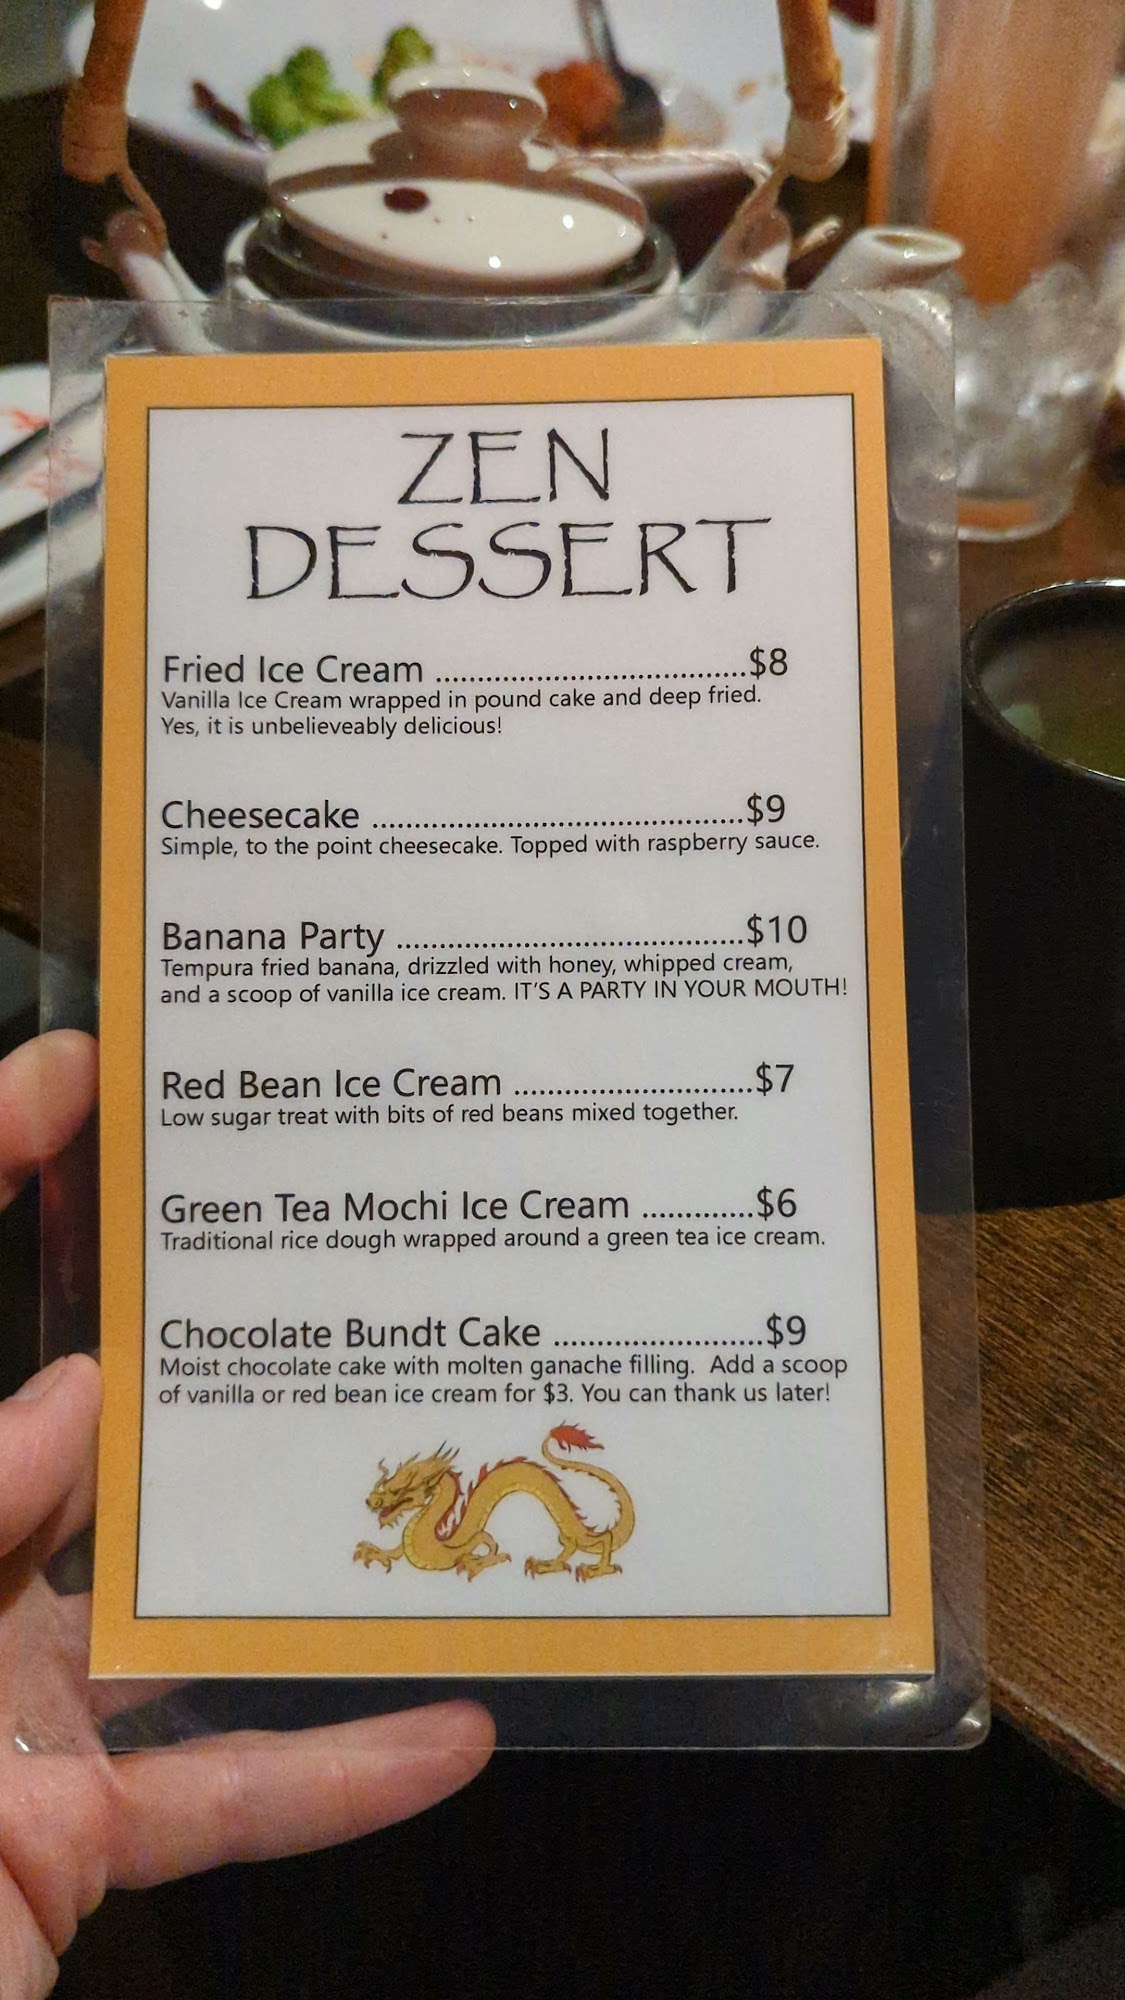 ZEN
DESSERT
Fried Ice Cream ....................................$8
Vanilla Ice Cream wrapped in pound cake and deep fried.
Yes, it is unbelieveably delicious!
Cheesecake ...........................................$9
Simple, to the point cheesecake. Topped with raspberry sauce.
Banana Party ........................................$10
Tempura fried banana, drizzled with honey, whipped cream,
and a scoop of vanilla ice cream. IT'S A PARTY IN YOUR MOUTH!
Red Bean Ice Cream ............................$7
Low sugar treat with bits of red beans mixed together.
Green Tea Mochi Ice Cream .............$6
Traditional rice dough wrapped around a green tea ice cream.
Chocolate Bundt Cake ........................$9
Moist chocolate cake with molten ganache filling.  Add a scoop
of vanilla or red bean ice cream for $3. You can thank us later!